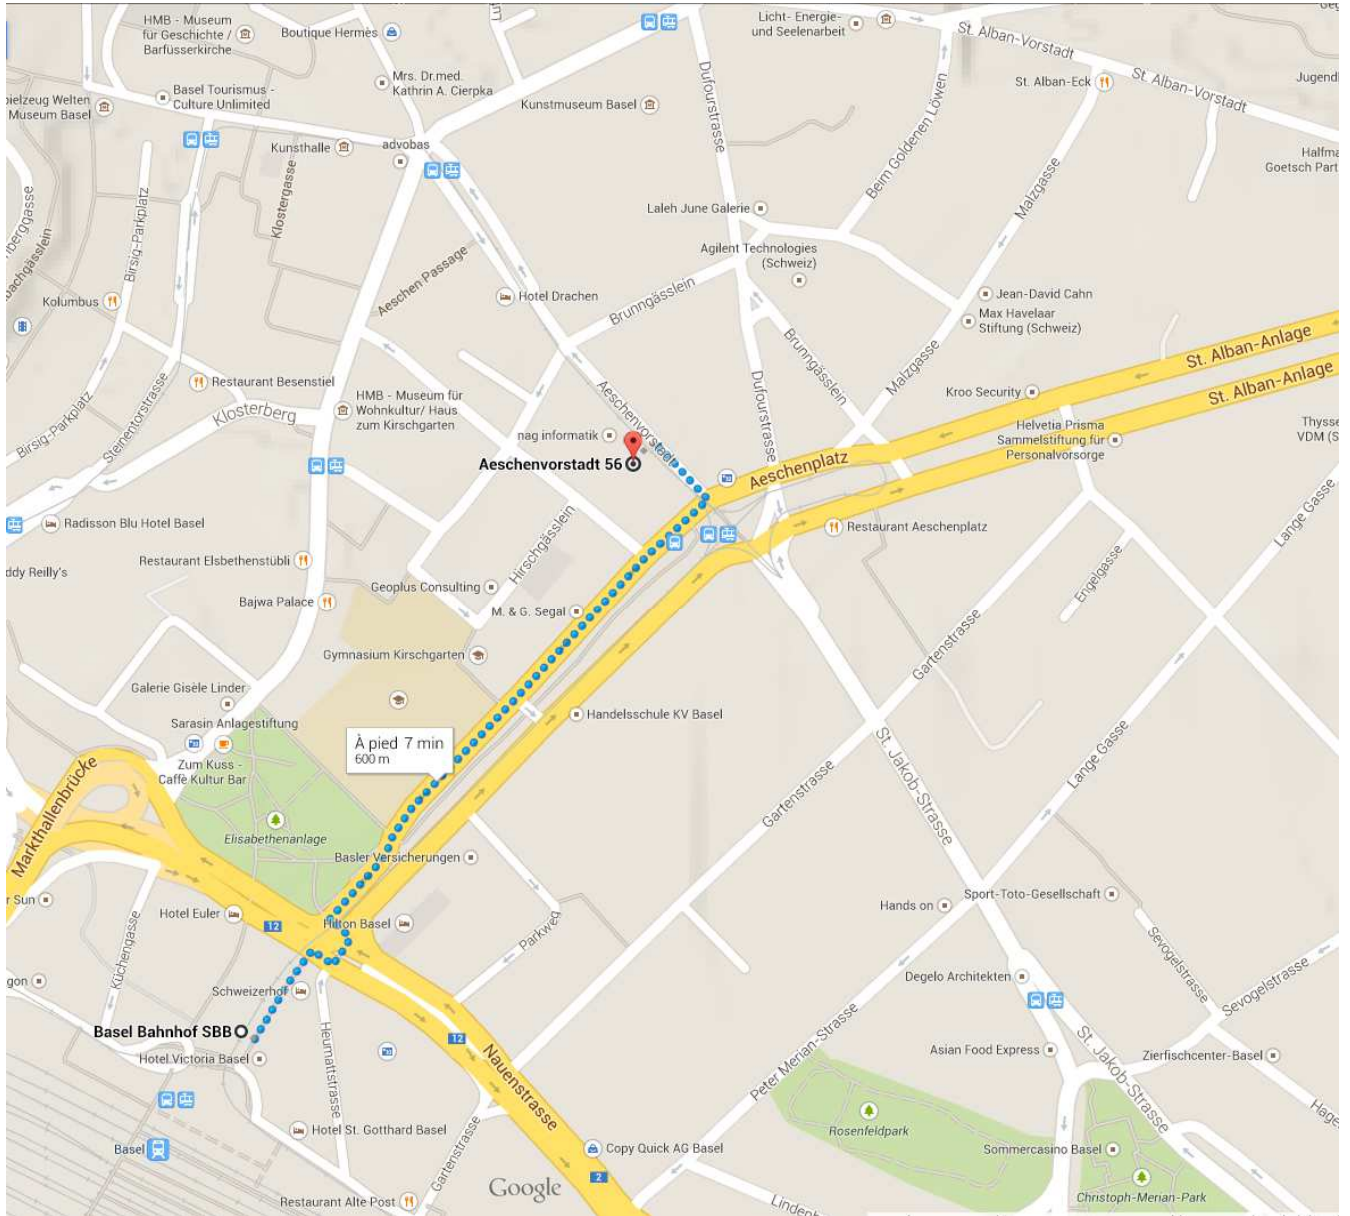 HMB - Museum
für Geschichte /
Barfüsserkirche
Boutique Hermès
Licht- Energie-
und Seelenarbeit
St. Alban-Vorstadt
St. Alban-Vorstadt
St. Alban-Eck
Jugend
Mrs. Dr.med.
Kathrin A. Cierpka
Basel Tourismus -
Culture Unlimited
pielzeug Welten
Museum Basel
Kunstmuseum Basel
Dufourstrasse
Beim Goldenen Löwen
Kunsthalle
advobas
Halfma
Goetsch Part
Malzgasse
Klostergasse
Birsig-Parkplatz
Laleh June Galerie
Agilent Technologies
(Schweiz)
Aeschen Passage
Kolumbus
Hotel Drachen
Brunngässlein
Jean-David Cahn
Max Havelaar
Stiftung (Schweiz)
St. Alban-Anlage
St. Alban-Anlage
Brunngässlein
Malzgasse
Restaurant Besenstiel
Steinentorstrasse
Birsig-Parkplatz
Klosterberg
HMB - Museum für
Wohnkultur/ Haus
zum Kirschgarten
Aeschenvorstadt
Dufourstrasse
Kroo Security
Helvetia Prisma
Sammelstiftung für
Personalvorsorge
Thysse
VDM (S
nag informatik
Aeschenvorstadt 56
Aeschenplatz
Radisson Blu Hotel Basel
Restaurant Aeschenplatz
Lange Gasse
Restaurant Elsbethenstübli
ddy Reilly's
Hirschgässlein
Geoplus Consulting
Engelgasse
Bajwa Palace
M. & G. Segal
Gartenstrasse
Gymnasium Kirschgarten
Galerie Gisèle Linder
Handelsschule KV Basel
Sarasin Anlagestiftung
À pied 7 min
600 m
Zum Kuss -
Caffè Kultur Bar
St. Jakob-Strasse
Lange Gasse
Gartenstrasse
Markthallenbrücke
Elisabethenanlage
Basler Versicherungen
r Sun
Hotel Euler
12
Hilton Basel
Hands on
Sport-Toto-Gesellschaft
Parkweg
Küchengasse
Sevogelstrasse
Sevogelstrasse
gon
Schweizerhof
Degelo Architekten
Basel Bahnhof SBB
Hotel Victoria Basel
Heumattstrasse
12
Nauenstrasse
Peter Merian-Strasse
Asian Food Express
St. Jakob-Strasse
Zierfischcenter-Basel
Hage
Rosenfeldpark
Hotel St. Gotthard Basel
Basel
Gartenstrasse
Copy Quick AG Basel
Sommercasino Basel
2
Google
Restaurant Alte Post
Christoph-Merian-Park